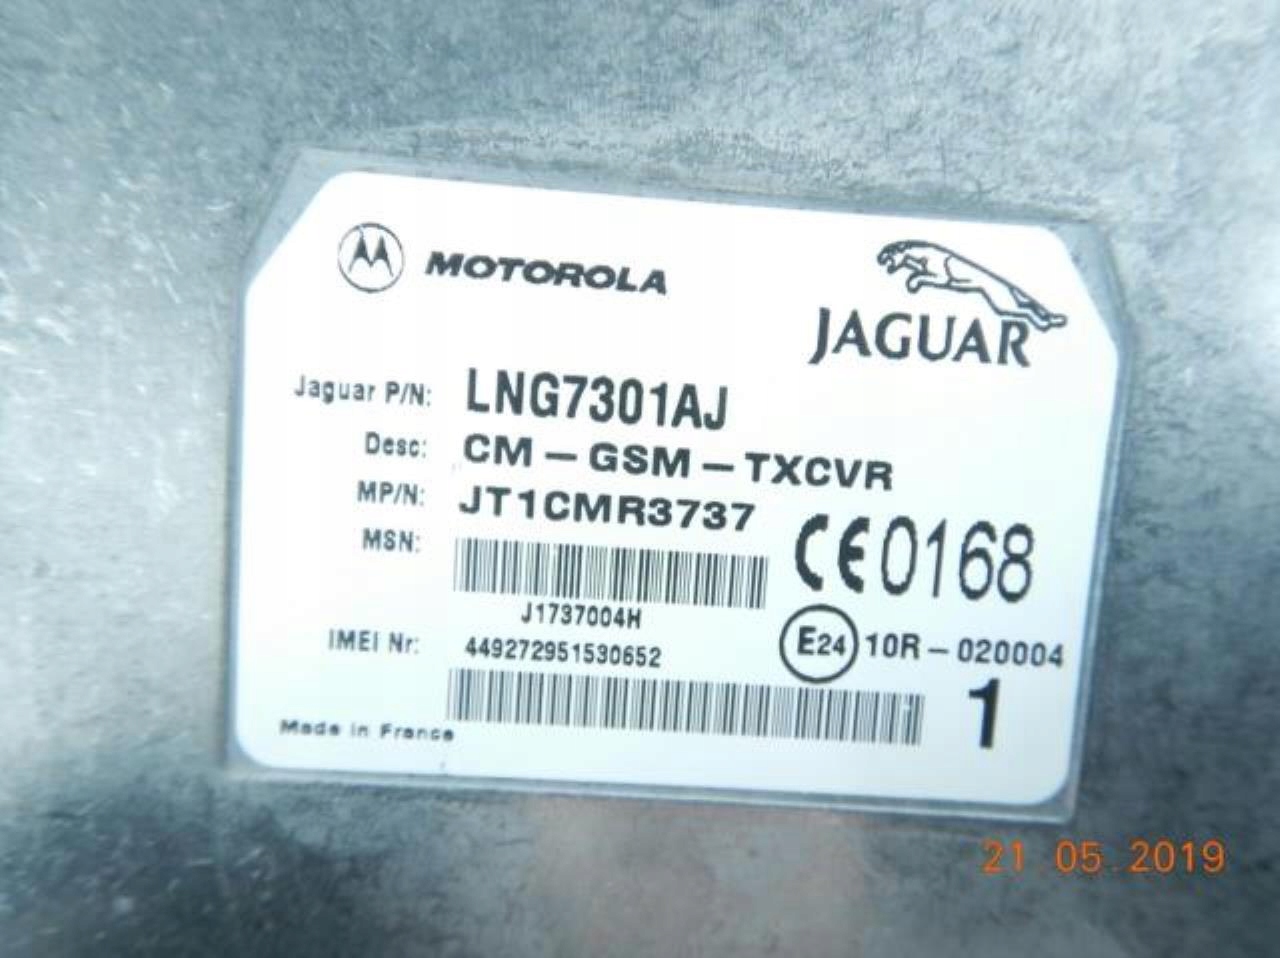 MOTOROLA
JAGUAR
Jaguar P/N: LNG7301AJ
Desc: CM-GSM-TXCVR
MP/N: JT1CMR3737
MSN:
CE0168
J1737004H
IMEI Nr: 449272951530652
E24 10R-020004
1
Made in France
21.05.2019